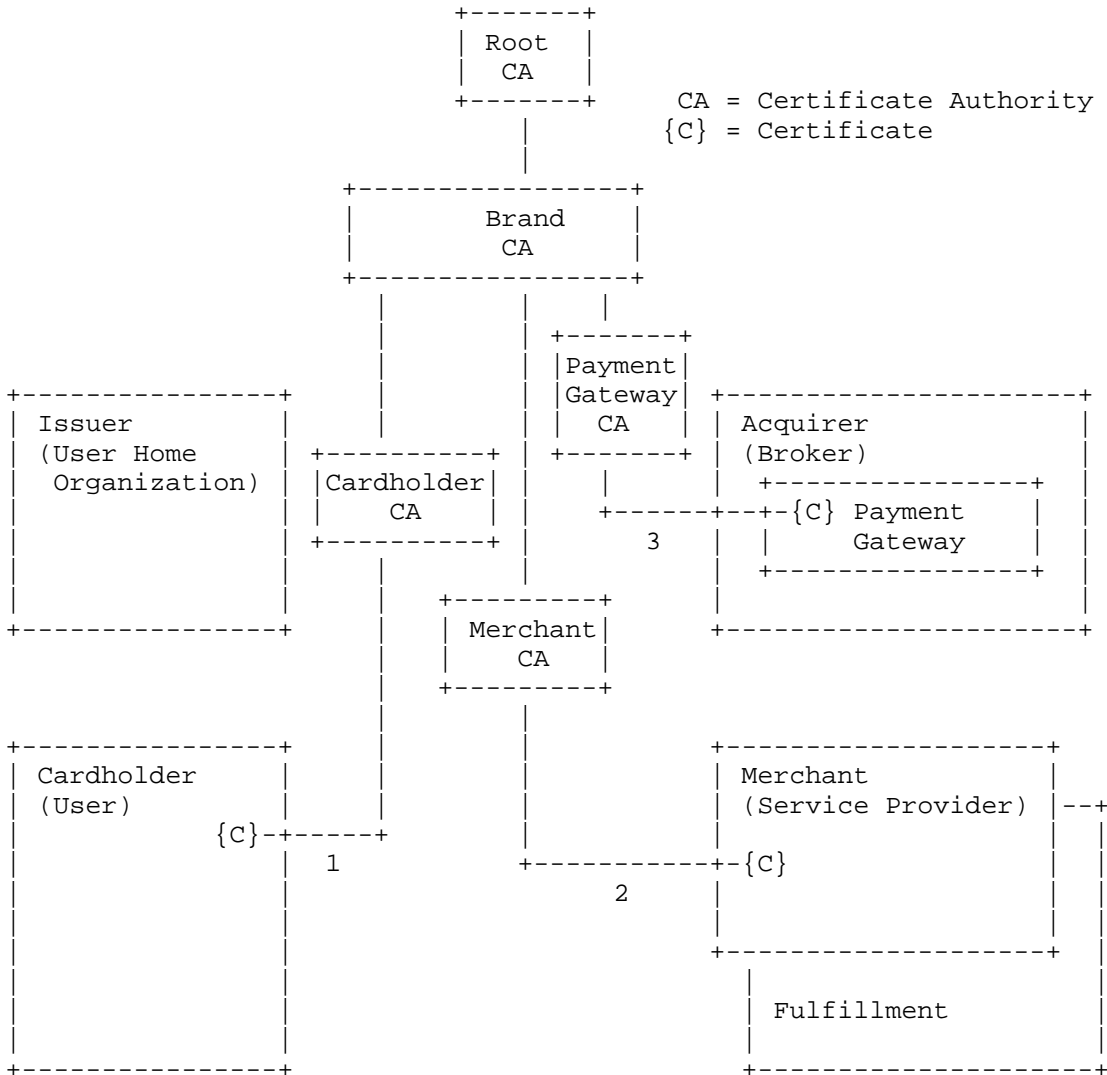 Root
CA
CA = Certificate Authority
{C} = Certificate
Brand
CA
Payment
Gateway
CA
Issuer
(User Home
Organization)
Acquirer
(Broker)
Cardholder
CA
{C} Payment
Gateway
3
Merchant
CA
Cardholder
(User)
{C}
1
Merchant
(Service Provider)
{C}
2
Fulfillment